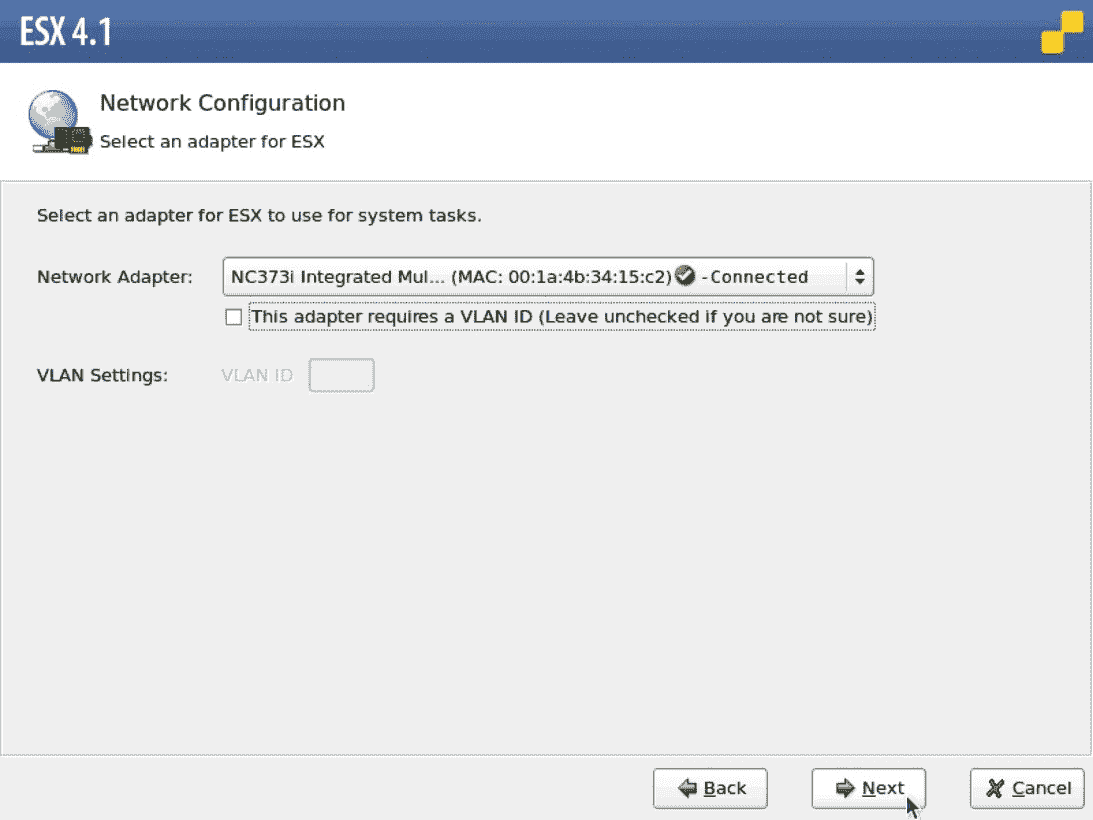 ESX 4.1
Network Configuration
Select an adapter for ESX
Select an adapter for ESX to use for system tasks.
Network Adapter: NC373i Integrated Mul... (MAC: 00:1a:4b:34:15:c2) - Connected
This adapter requires a VLAN ID (Leave unchecked if you are not sure)
VLAN Settings: VLAN ID
Back Next Cancel